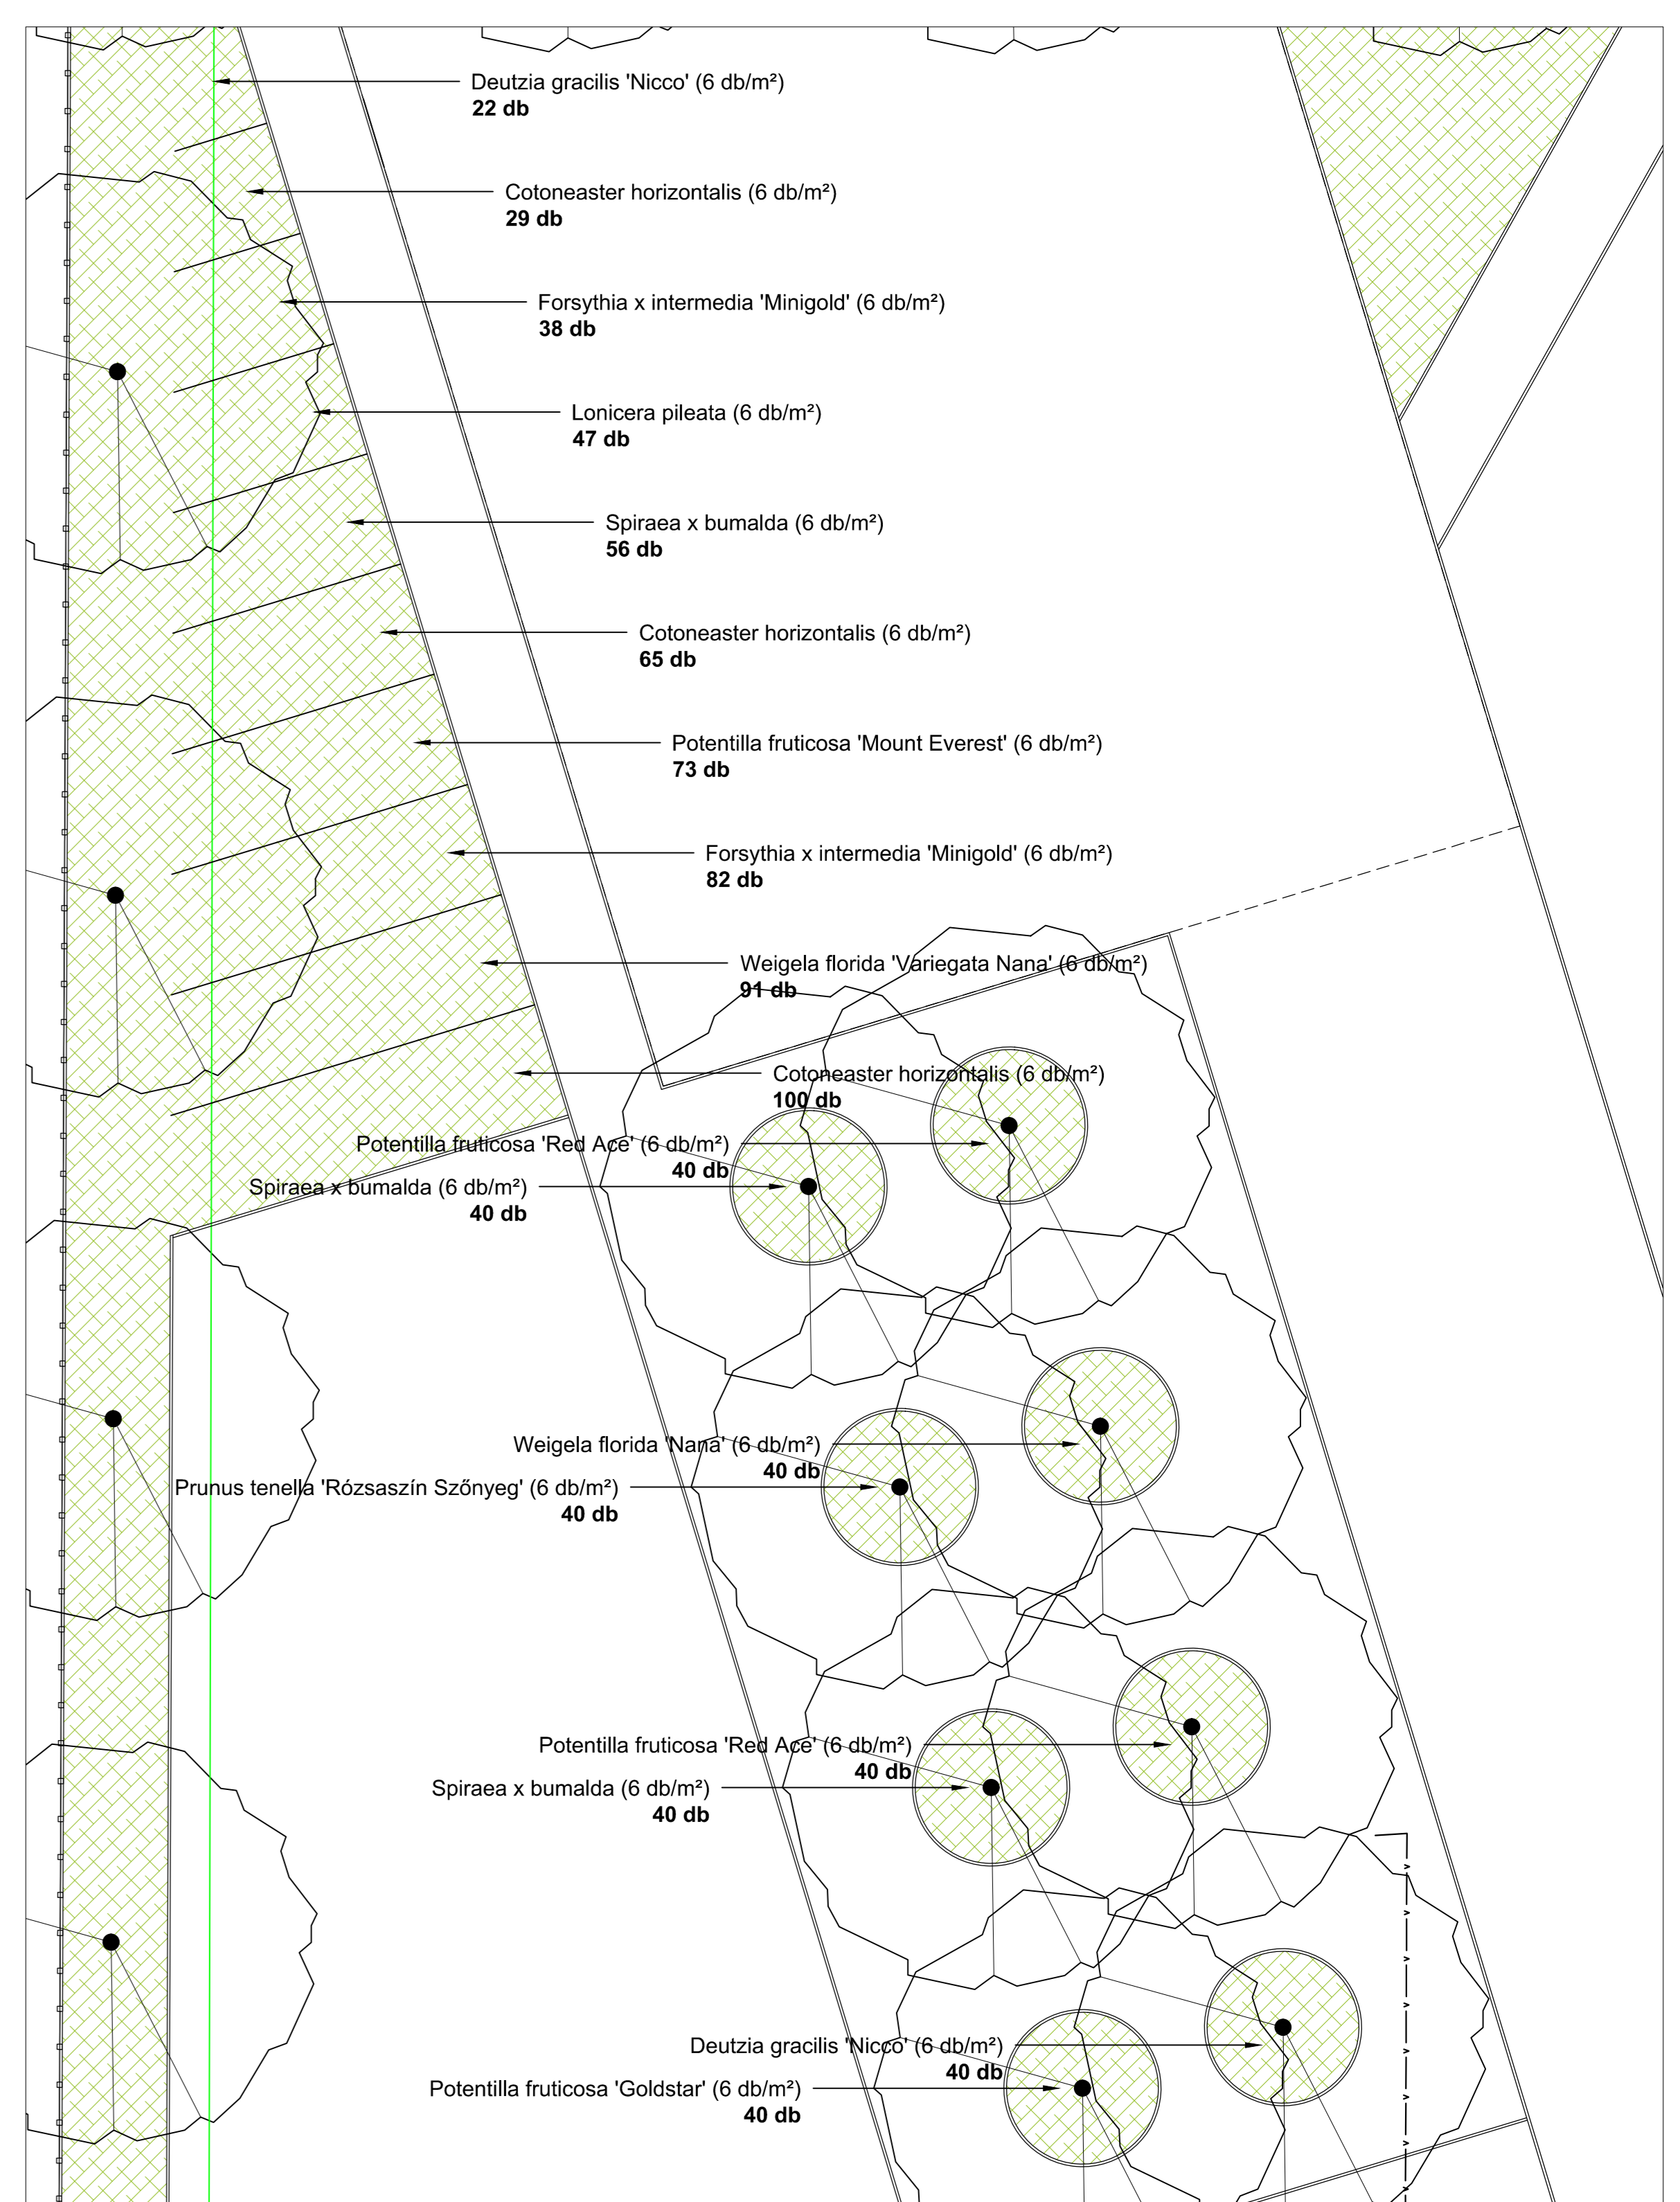 Deutzia gracilis 'Nicco' (6 db/m²)
22 db
Cotoneaster horizontalis (6 db/m²)
29 db
Forsythia x intermedia 'Minigold' (6 db/m²)
38 db
Lonicera pileata (6 db/m²)
47 db
Spiraea x bumalda (6 db/m²)
56 db
Cotoneaster horizontalis (6 db/m²)
65 db
Potentilla fruticosa 'Mount Everest' (6 db/m²)
73 db
Forsythia x intermedia 'Minigold' (6 db/m²)
82 db
Weigela florida 'Variegata Nana' (6 db/m²)
91 db
Cotoneaster horizontalis (6 db/m²)
100 db
Potentilla fruticosa 'Red Ace' (6 db/m²)
40 db
Spiraea x bumalda (6 db/m²)
40 db
Weigela florida 'Nana' (6 db/m²)
40 db
Prunus tenella 'Rózsaszín Szőnyeg' (6 db/m²)
40 db
Potentilla fruticosa 'Red Ace' (6 db/m²)
40 db
Spiraea x bumalda (6 db/m²)
40 db
Deutzia gracilis 'Nicco' (6 db/m²)
40 db
Potentilla fruticosa 'Goldstar' (6 db/m²)
40 db